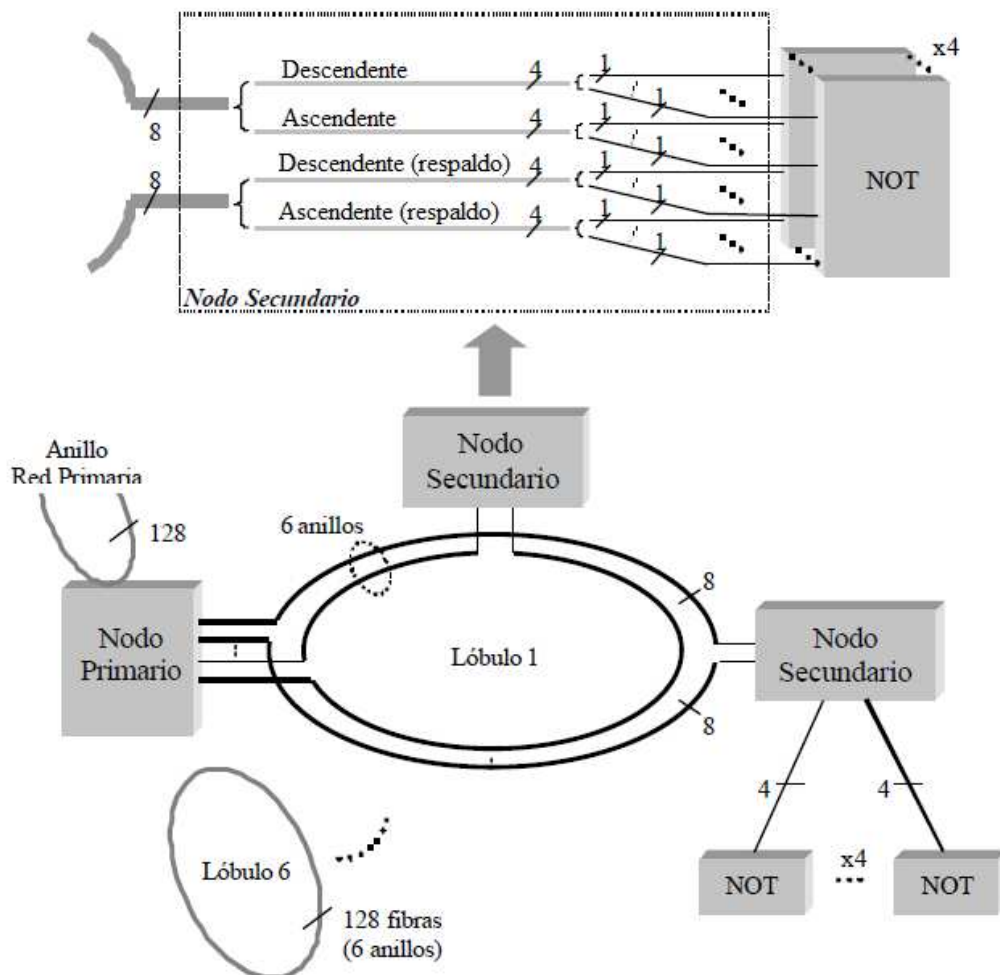 x4
1
Descendente
4
1
8
Ascendente
4
1
1
8
Descendente (respaldo)
4
1
1
NOT
Ascendente (respaldo)
4
1
1
Nodo Secundario
Nodo
Secundario
Anillo
Red Primaria
128
6 anillos
8
Nodo
Primario
Lóbulo 1
Nodo
Secundario
8
4
4
Lóbulo 6
NOT
x4
NOT
128 fibras
(6 anillos)